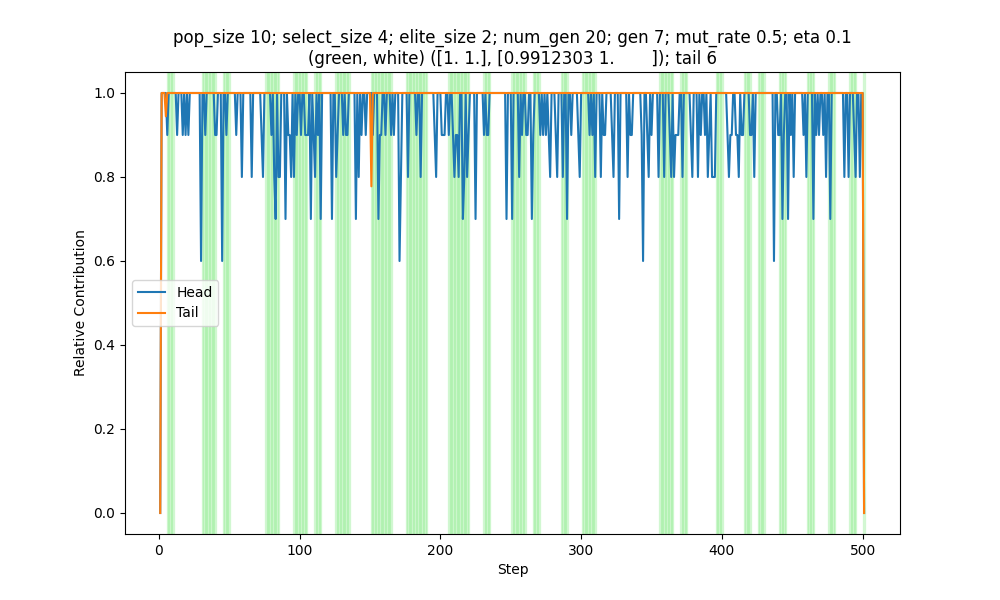 pop_size 10; select_size 4; elite_size 2; num_gen 20; gen 7; mut_rate 0.5; eta 0.1
(green, white) ([1. 1.], [0.9912303 1.        ]); tail 6
1.0
0.8
0.6
0.4
0.2
0.0
Relative Contribution
Head
Tail
0 100 200 300 400 500
Step